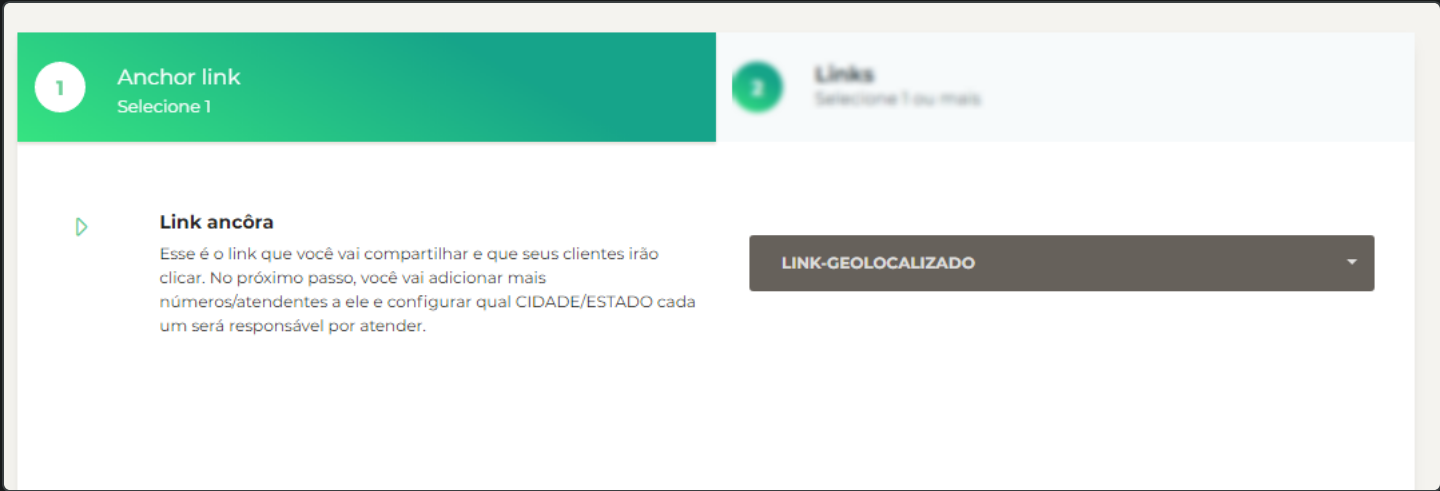 1
Anchor link
Selecione 1
2
Links
Selecione 1 ou mais
Link ancôra
Esse é o link que você vai compartilhar e que seus clientes irão
clicar. No próximo passo, você vai adicionar mais
números/atendentes a ele e configurar qual CIDADE/ESTADO cada
um será responsável por atender.
LINK-GEOLOCALIZADO